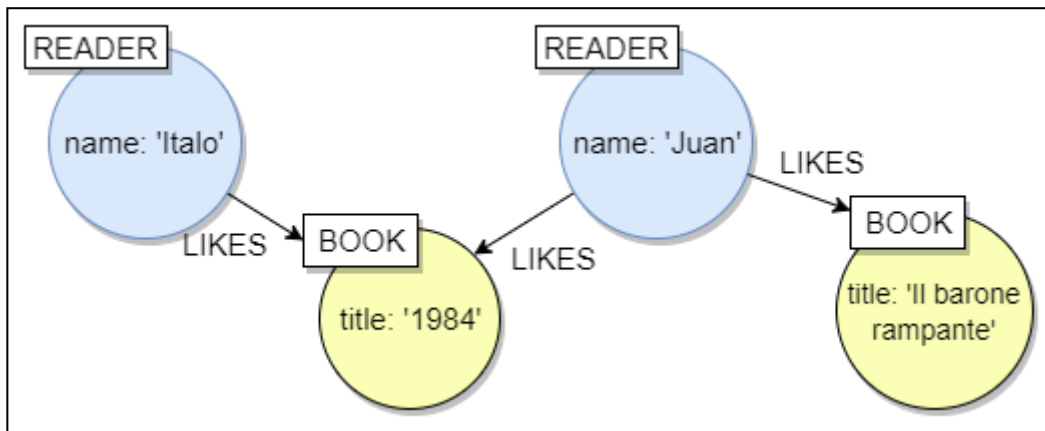 READER
name: 'Italo'
LIKES
BOOK
title: '1984'
READER
name: 'Juan'
LIKES
LIKES
BOOK
title: 'Il barone
rampante'